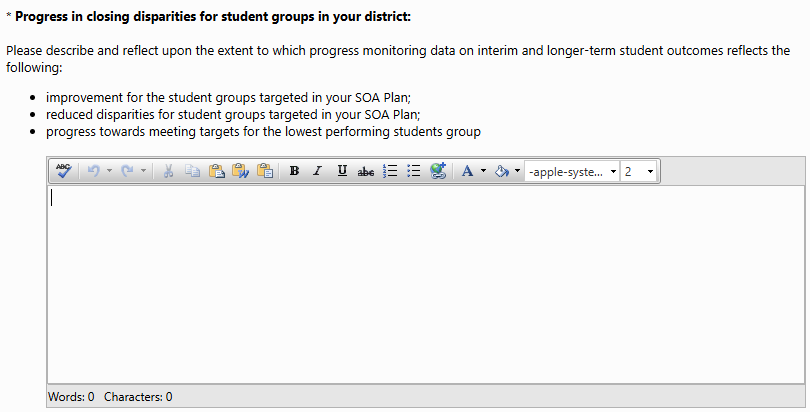 * Progress in closing disparities for student groups in your district:
Please describe and reflect upon the extent to which progress monitoring data on interim and longer-term student outcomes reflects the
following:
• improvement for the student groups targeted in your SOA Plan;
• reduced disparities for student groups targeted in your SOA Plan;
• progress towards meeting targets for the lowest performing students group
ABC B I U abc A -apple-syste... 2
Words: 0 Characters: 0